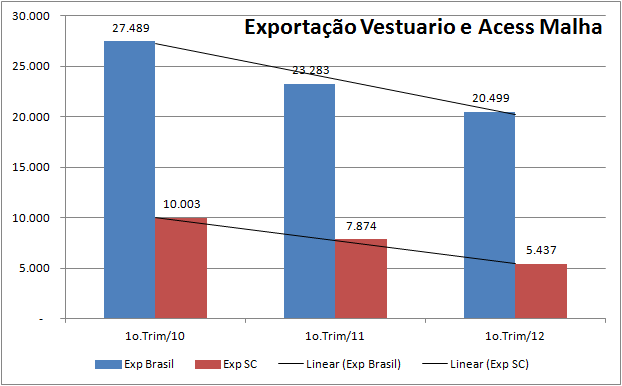 Exportação Vestuario e Acess Malha
30.000
25.000
20.000
15.000
10.000
5.000
-
27.489
23.283
20.499
10.003
7.874
5.437
1o.Trim/10
1o.Trim/11
1o.Trim/12
Exp Brasil
Exp SC
Linear (Exp Brasil)
Linear (Exp SC)